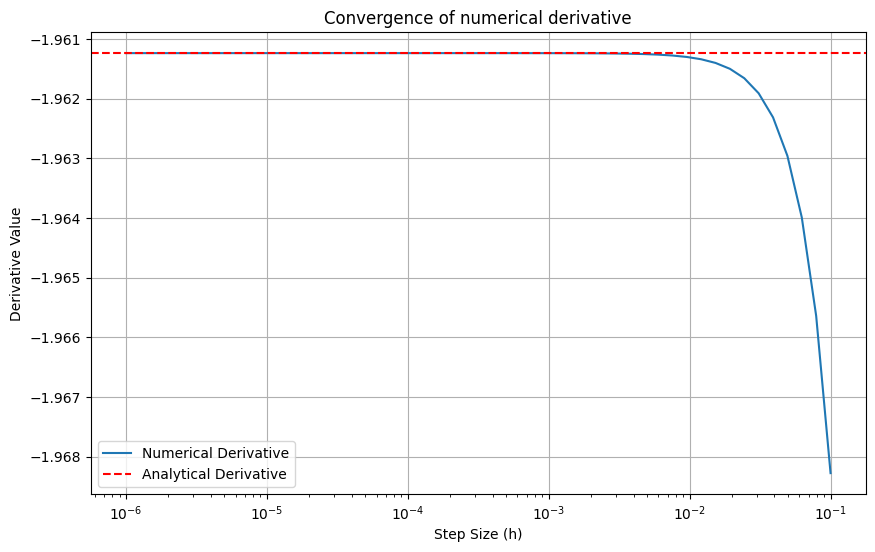 Convergence of numerical derivative
Derivative Value
−1.961
−1.962
−1.963
−1.964
−1.965
−1.966
−1.967
−1.968
Numerical Derivative
Analytical Derivative
10⁻⁶
10⁻⁵
10⁻⁴
10⁻³
10⁻²
10⁻¹
Step Size (h)